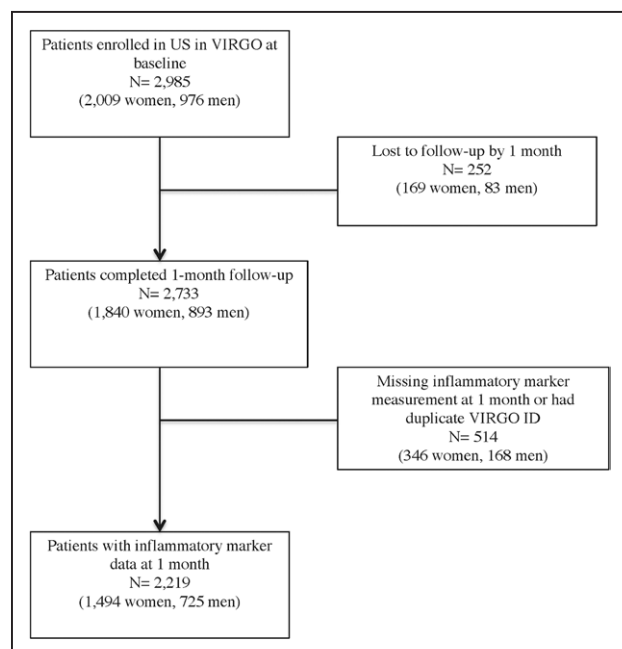 Patients enrolled in US in VIRGO at
baseline
N= 2,985
(2,009 women, 976 men)
Lost to follow-up by 1 month
N= 252
(169 women, 83 men)
Patients completed 1-month follow-up
N= 2,733
(1,840 women, 893 men)
Missing inflammatory marker
measurement at 1 month or had
duplicate VIRGO ID
N= 514
(346 women, 168 men)
Patients with inflammatory marker
data at 1 month
N= 2,219
(1,494 women, 725 men)